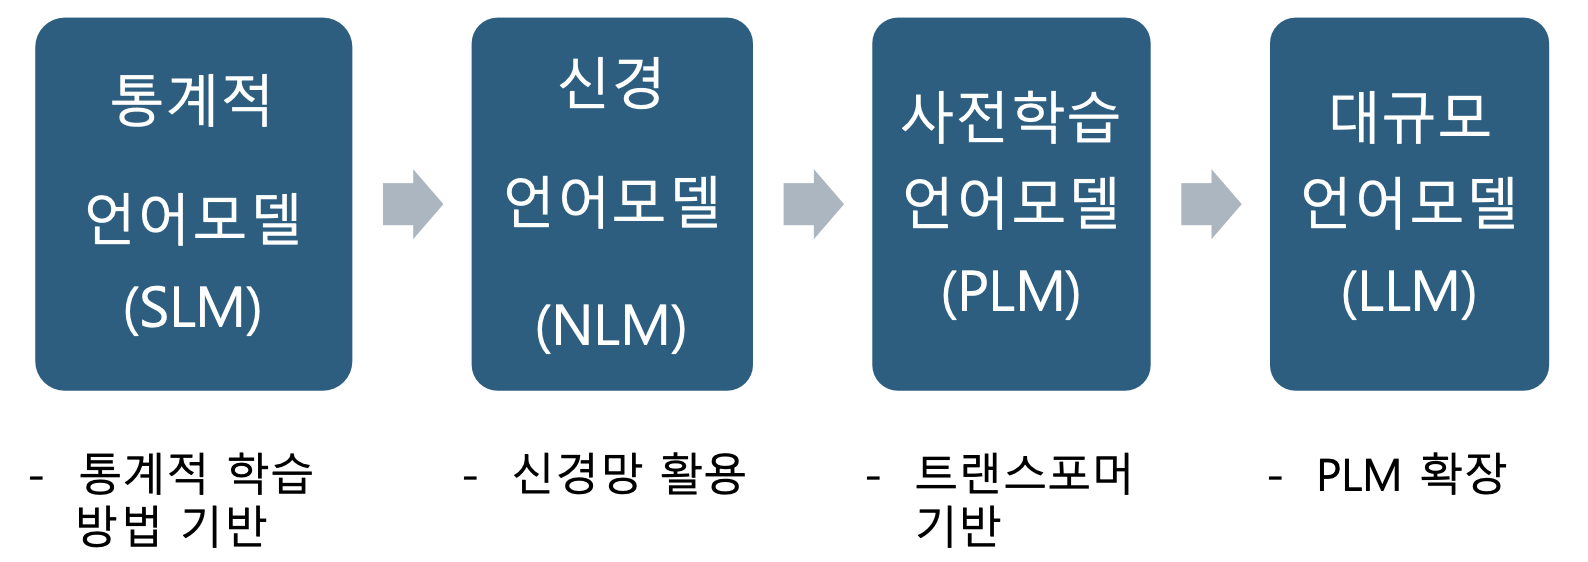 통계적
언어모델
(SLM)
신경
언어모델
(NLM)
사전학습
언어모델
(PLM)
대규모
언어모델
(LLM)
- 통계적 학습
방법 기반
- 신경망 활용
- 트랜스포머
기반
- PLM 확장